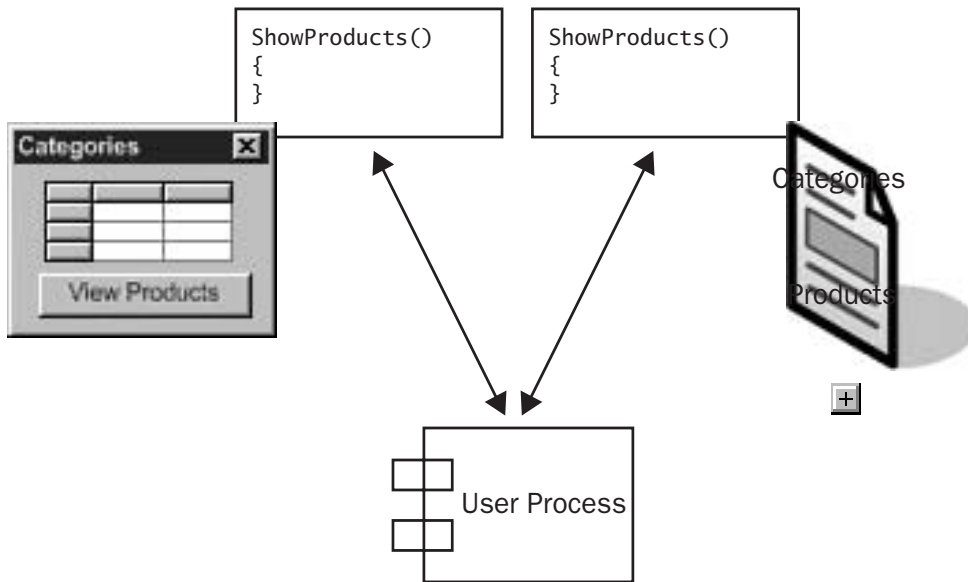 ShowProducts()
{
}
ShowProducts()
{
}
Categories
View Products
Categories
Products
User Process